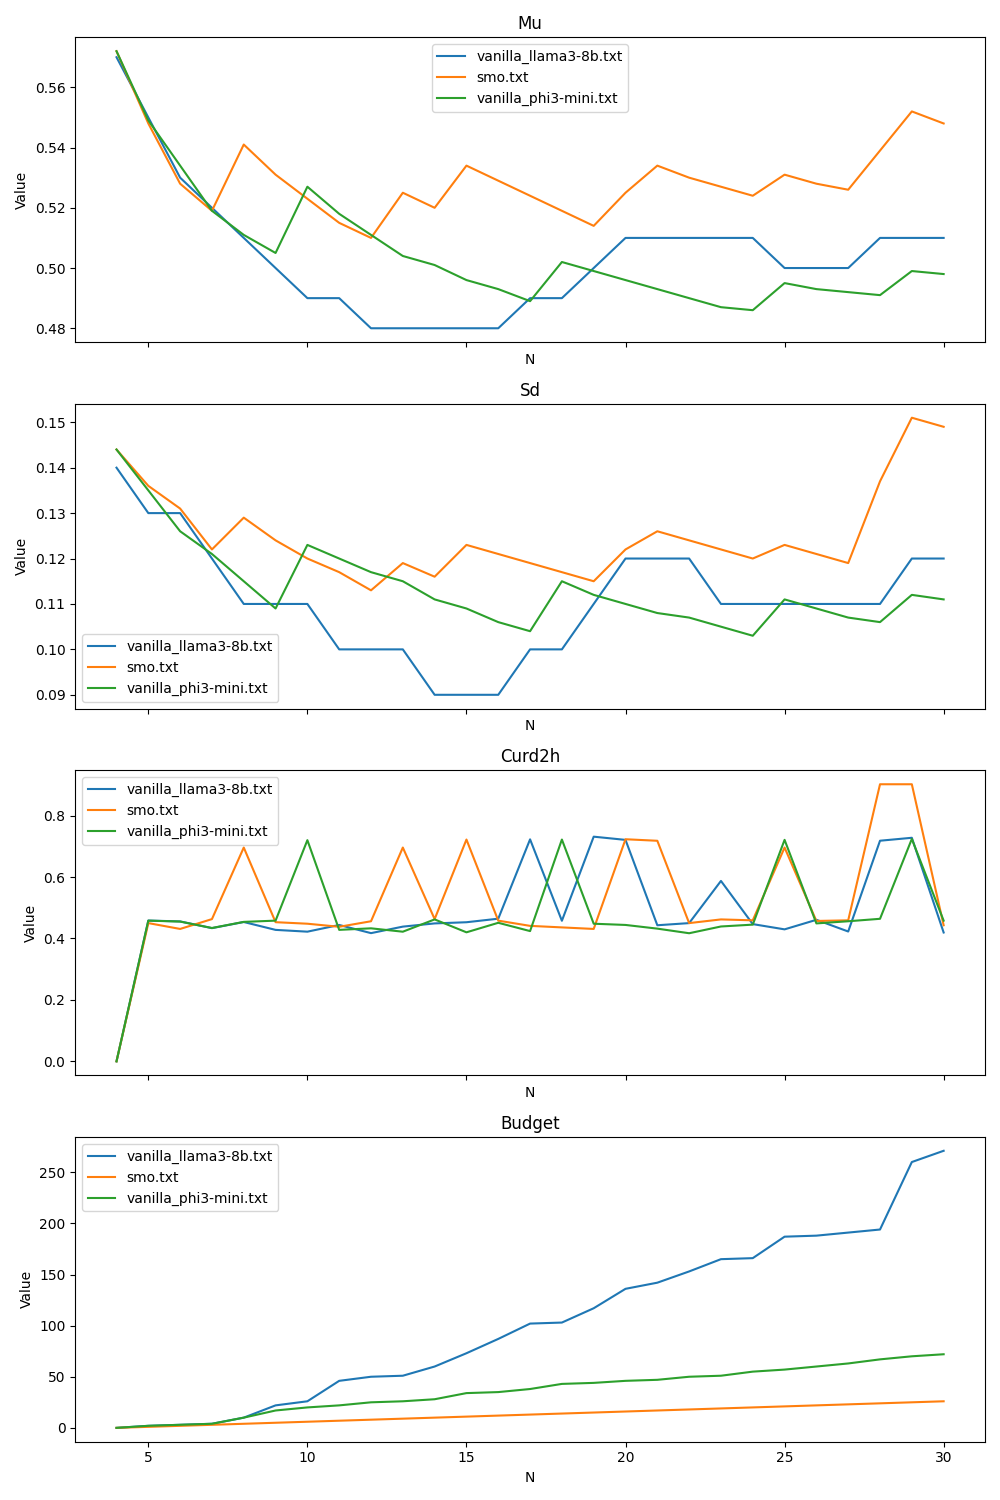 Mu
vanilla_llama3-8b.txt
smo.txt
vanilla_phi3-mini.txt
0.56
0.54
0.52
0.50
0.48
Value
N
Sd
0.15
0.14
0.13
0.12
0.11
0.10
0.09
Value
vanilla_llama3-8b.txt
smo.txt
vanilla_phi3-mini.txt
N
Curd2h
vanilla_llama3-8b.txt
smo.txt
vanilla_phi3-mini.txt
0.8
0.6
0.4
0.2
0.0
Value
N
Budget
vanilla_llama3-8b.txt
smo.txt
vanilla_phi3-mini.txt
250
200
150
100
50
0
Value
5 10 15 20 25 30
N